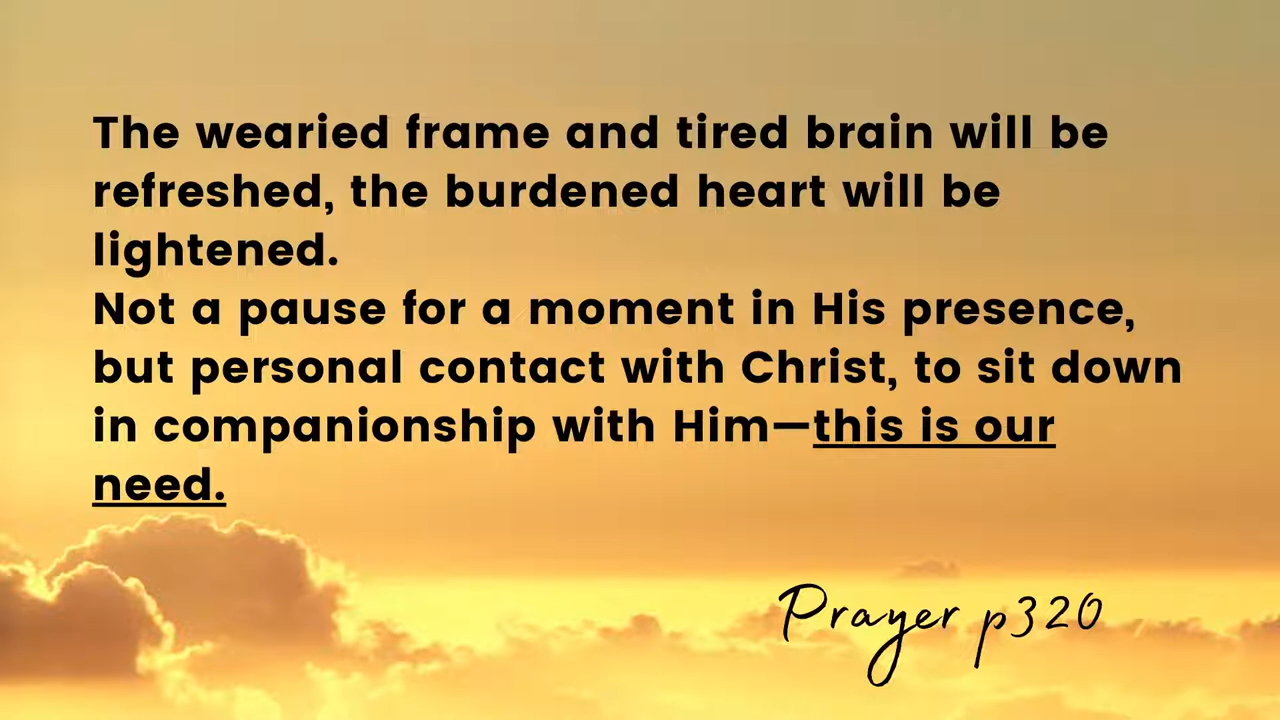 The wearied frame and tired brain will be
refreshed, the burdened heart will be
lightened.
Not a pause for a moment in His presence,
but personal contact with Christ, to sit down
in companionship with Him—this is our
need.
Prayer p320